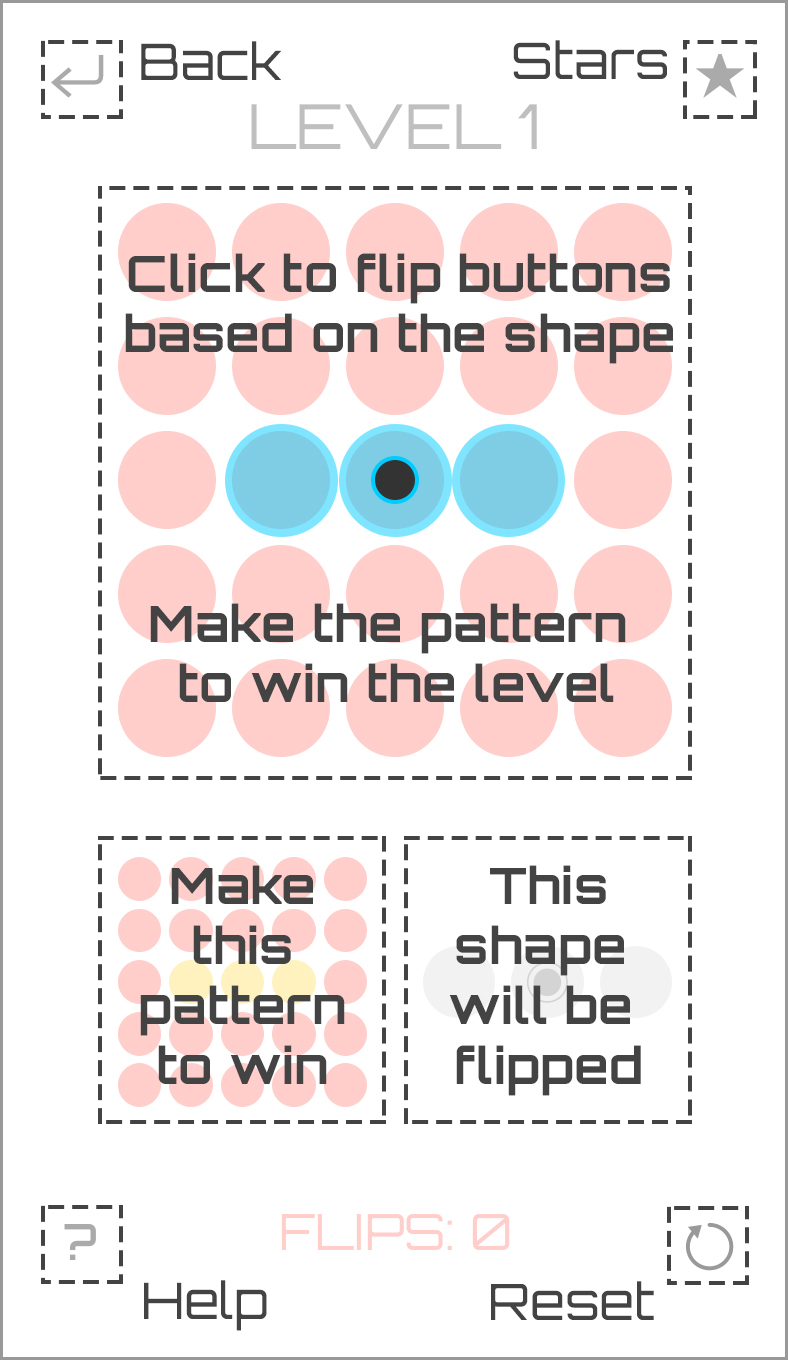 Back
Stars
LEVEL 1
Click to flip buttons
based on the shape
Make the pattern
to win the level
Make
this
pattern
to win
This
shape
will be
flipped
?
FLIPS: 0
Help
Reset